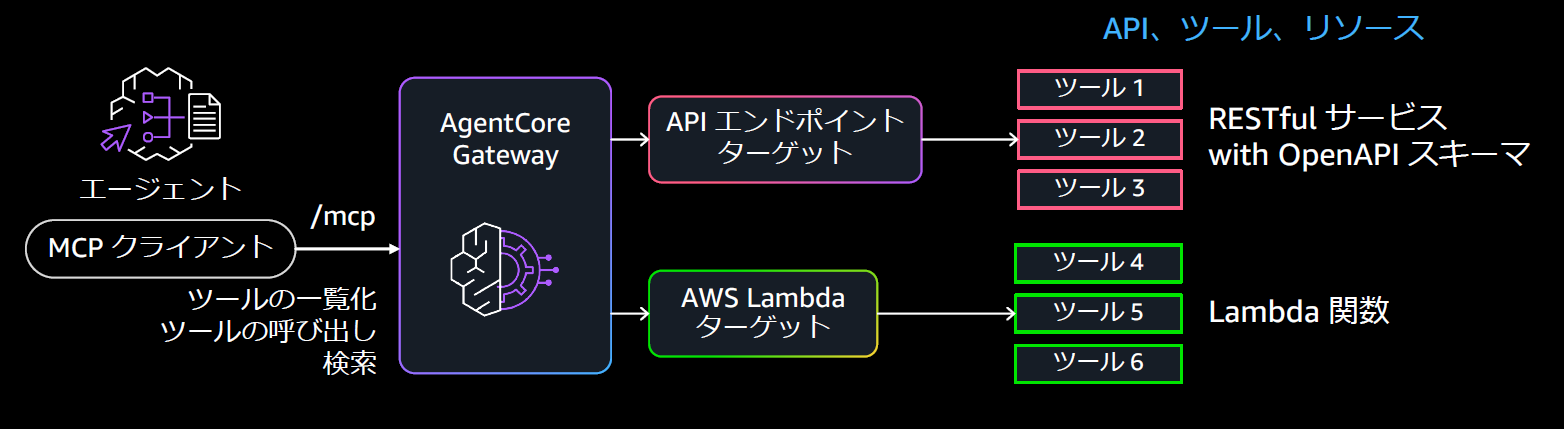 API、ツール、リソース
エージェント
MCP クライアント
/mcp
ツールの一覧化
ツールの呼び出し
検索
AgentCore
Gateway
API エンドポイント
ターゲット
AWS Lambda
ターゲット
ツール 1
ツール 2
ツール 3
RESTful サービス
with OpenAPI スキーマ
ツール 4
ツール 5
ツール 6
Lambda 関数